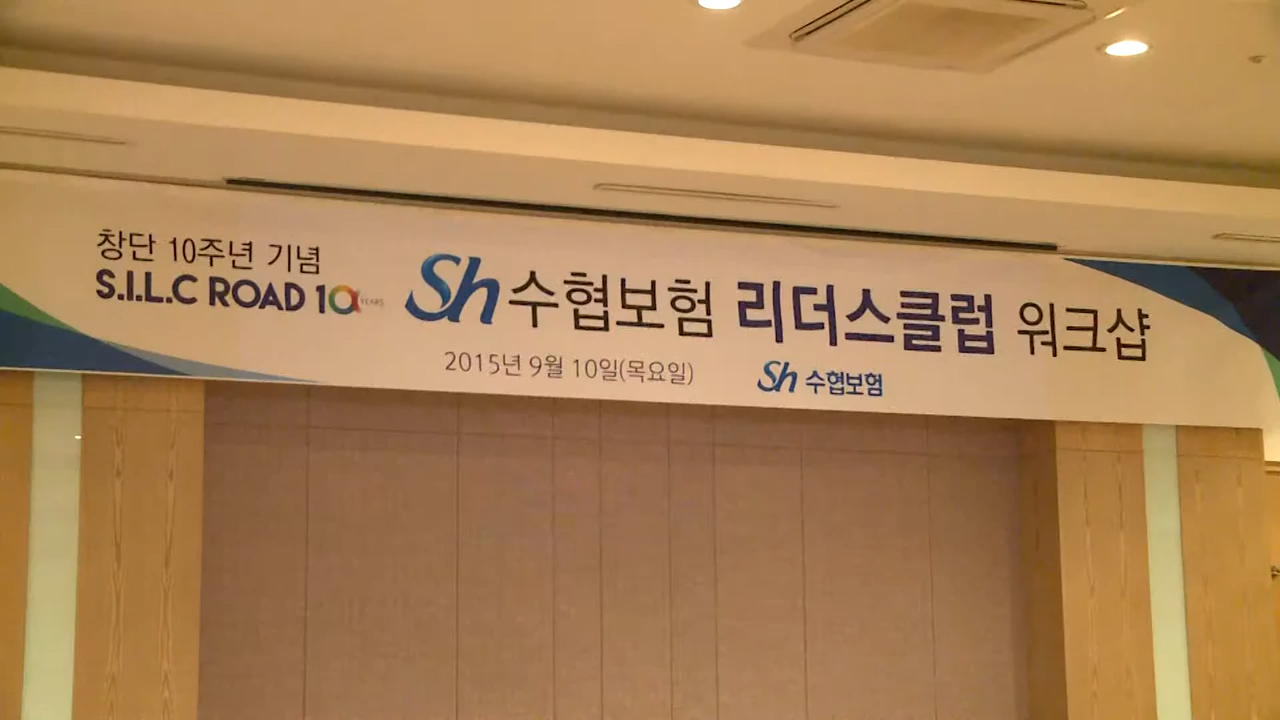 창단 10주년 기념
S.I.L.C ROAD 10 YEARS
Sh수협보험 리더스클럽 워크샵
2015년 9월 10일(목요일)
Sh 수협보험